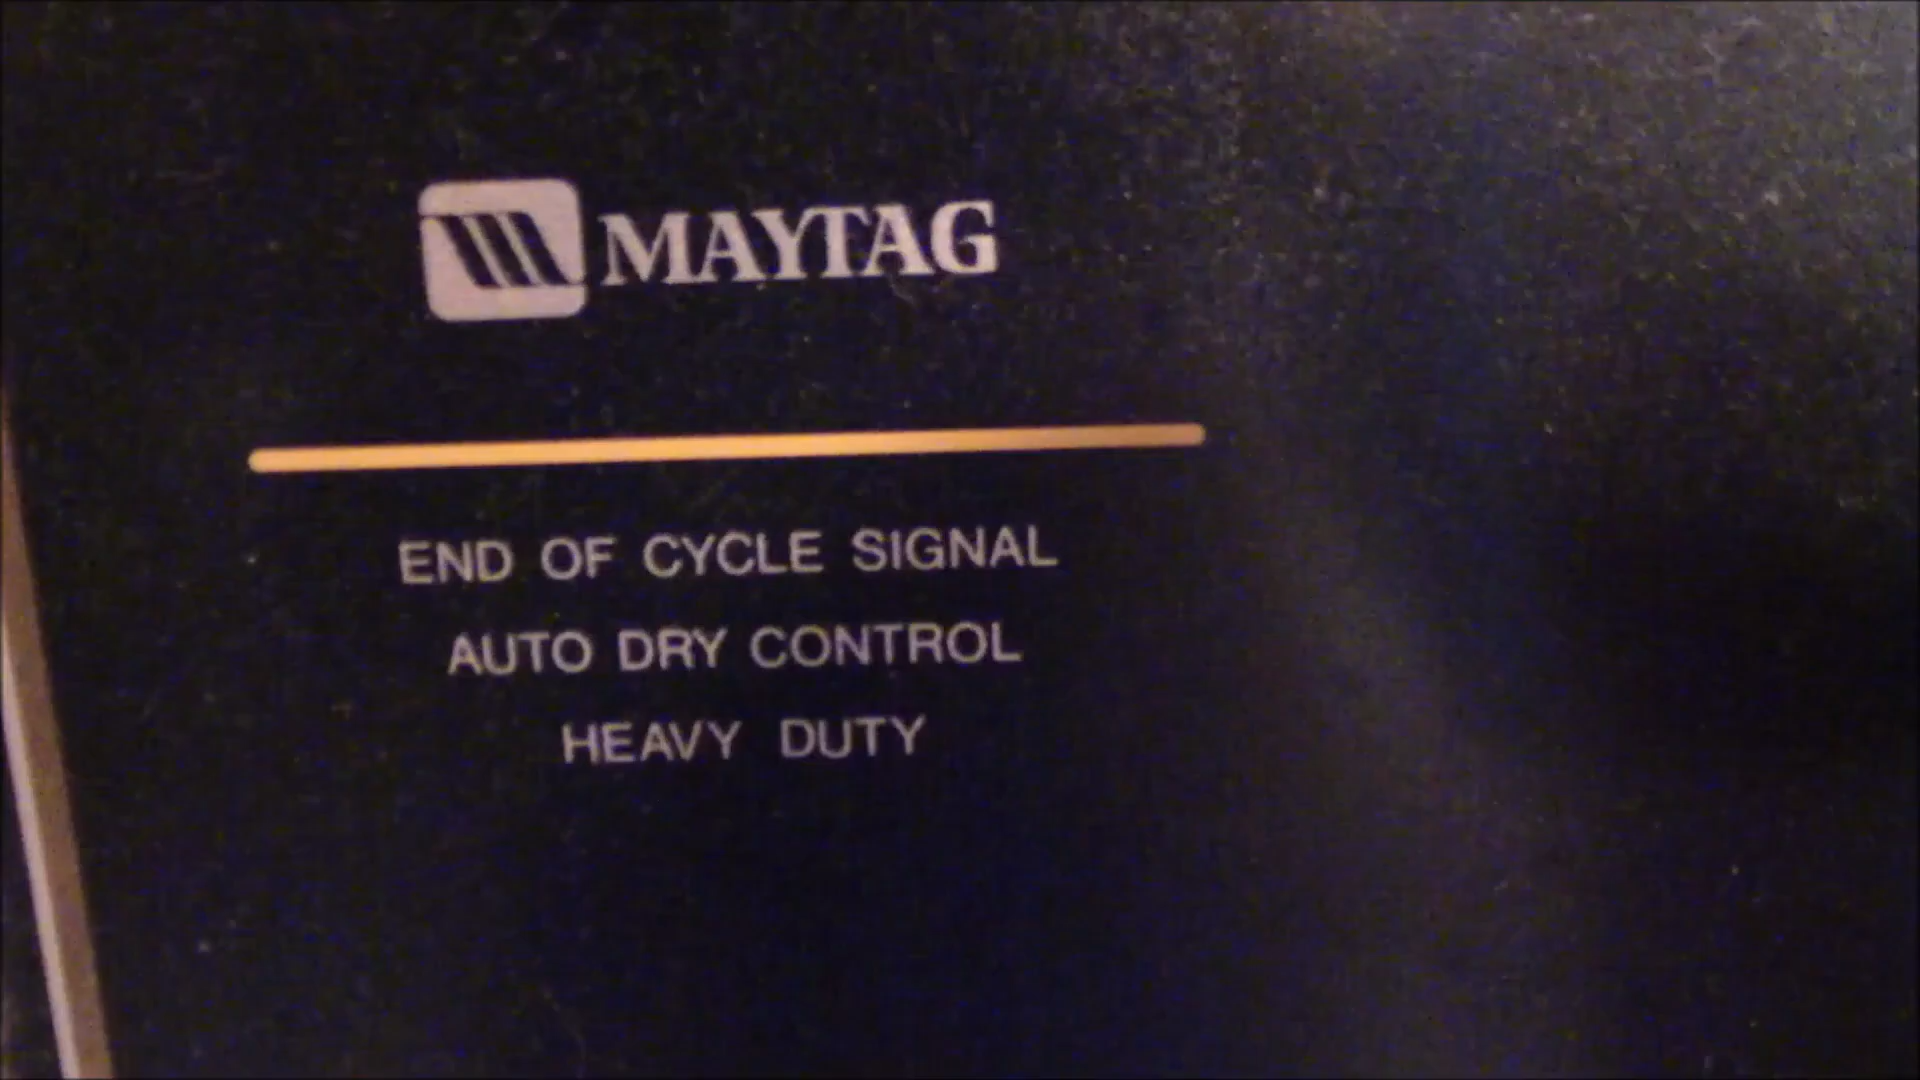 MAYTAG
END OF CYCLE SIGNAL
AUTO DRY CONTROL
HEAVY DUTY